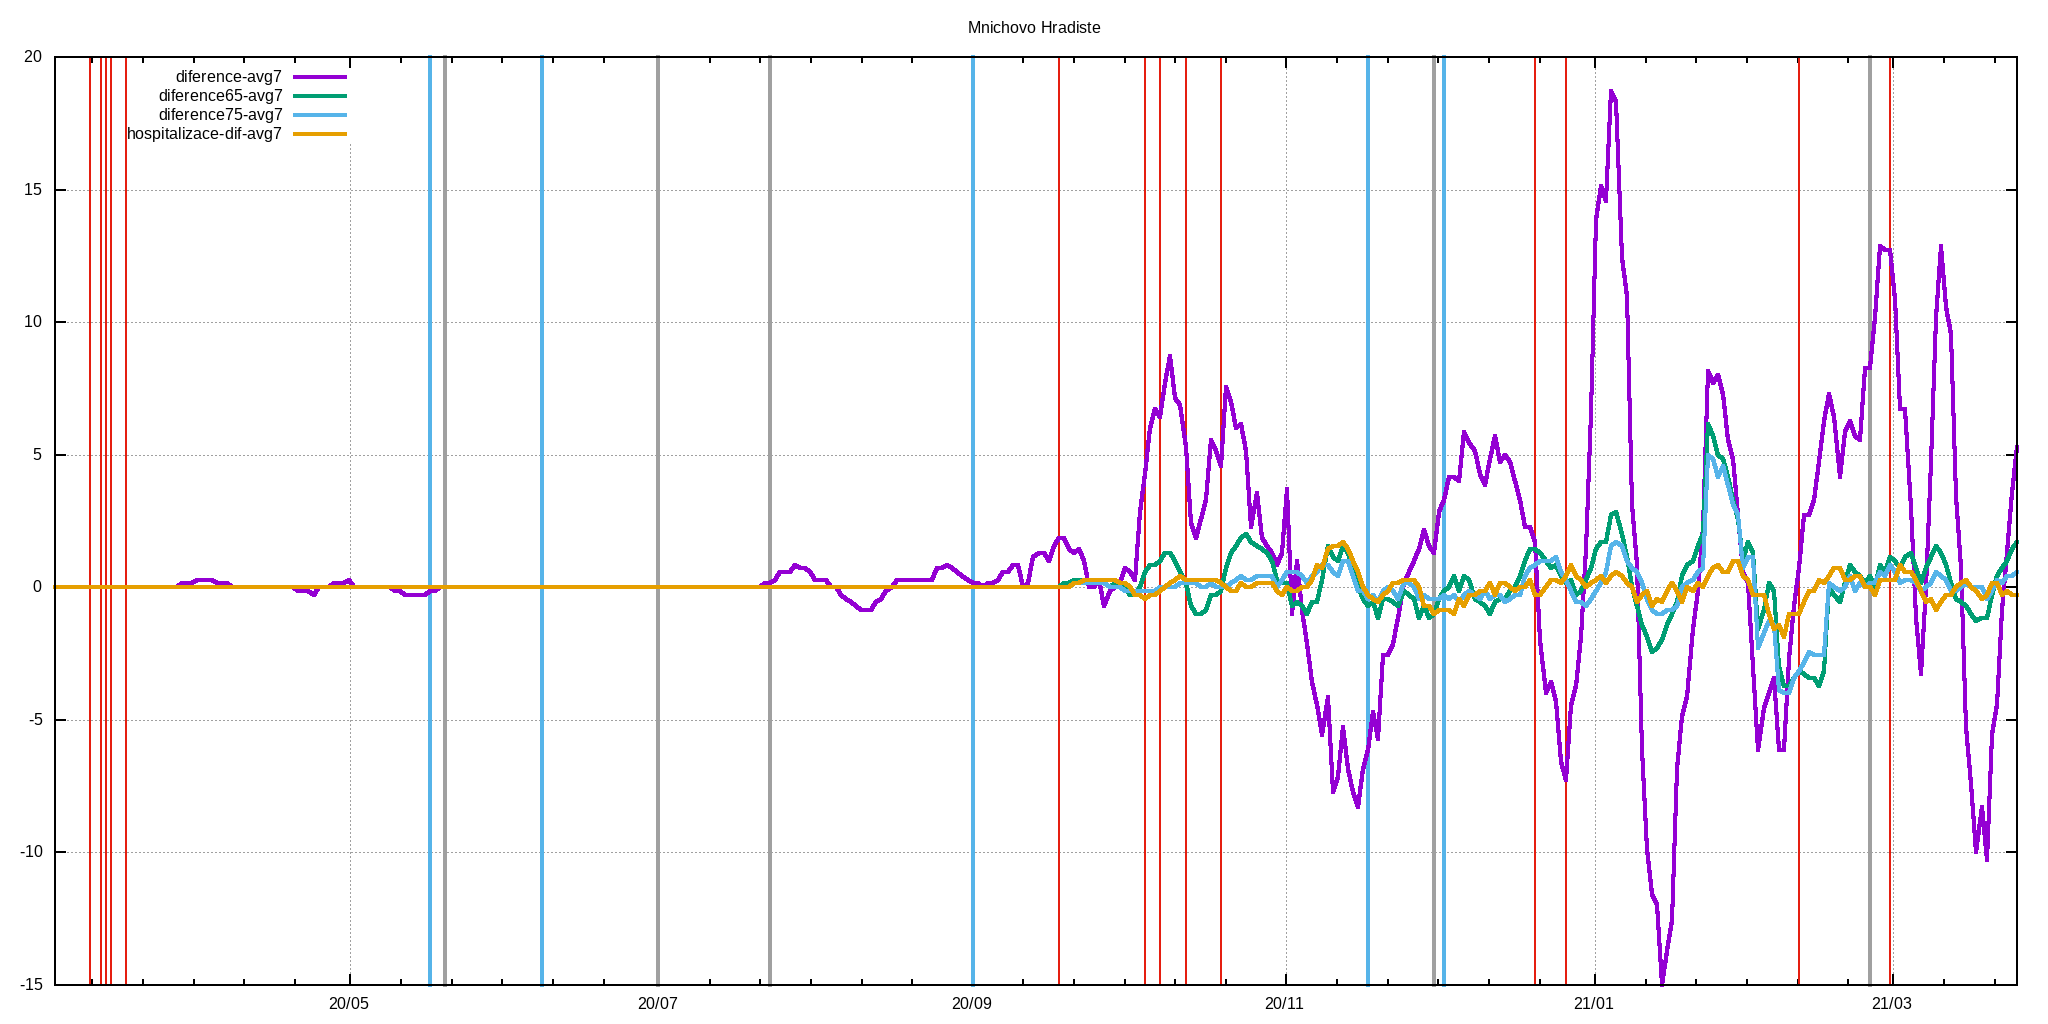 Mnichovo Hradiste
20
15
10
5
0
-5
-10
-15
diference-avg7
diference65-avg7
diference75-avg7
hospitalizace-dif-avg7
20/05
20/07
20/09
20/11
21/01
21/03